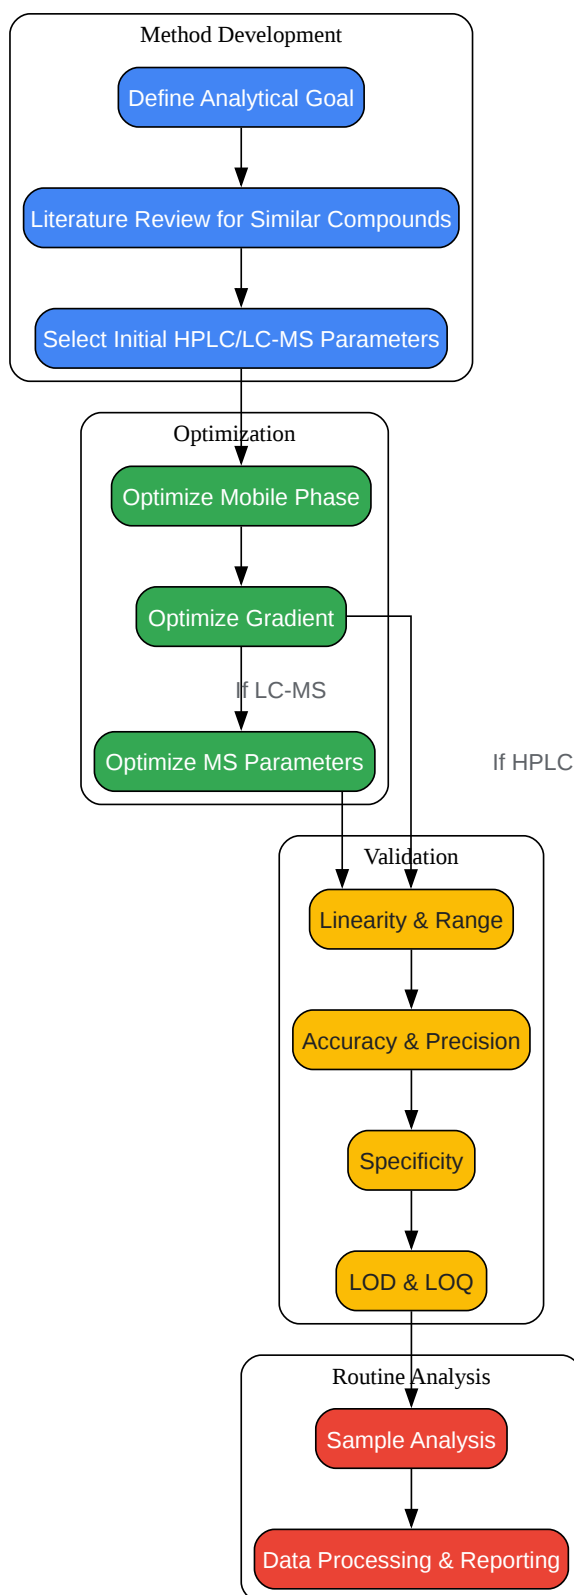 Method Development
Define Analytical Goal
Literature Review for Similar Compounds
Select Initial HPLC/LC-MS Parameters
Optimization
Optimize Mobile Phase
Optimize Gradient
If LC-MS
Optimize MS Parameters
If HPLC
Validation
Linearity & Range
Accuracy & Precision
Specificity
LOD & LOQ
Routine Analysis
Sample Analysis
Data Processing & Reporting